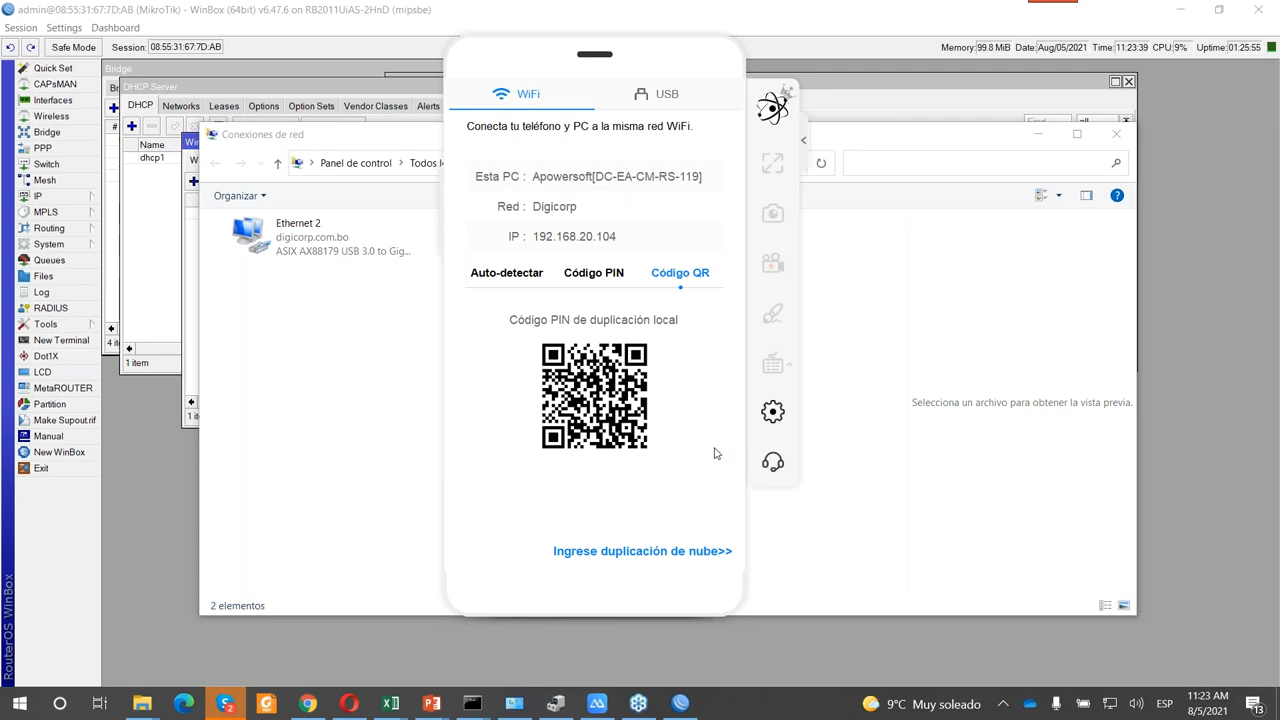 admin@08:55:31:67:7D:AB (MikroTik) - WinBox (64bit) v6.47.6 on RB2011UiAS-2HnD (mipsbe)
Session Settings Dashboard
Safe Mode Session: 08:55:31:67:7D:AB Memory: 99.8 MiB Date: Aug/05/2021 Time: 11:23:39 CPU: 9% Uptime: 01:25:55
Quick Set
CAPsMAN
Interfaces
Wireless
Bridge
PPP
Switch
Mesh
IP
MPLS
Routing
System
Queues
Files
Log
RADIUS
Tools
New Terminal
Dot1X
LCD
MetaROUTER
Partition
Make Supout.rif
Manual
New WinBox
Exit
RouterOS WinBox
Bridge
DHCP Server
DHCP Networks Leases Options Option Sets Vendor Classes Alerts
Find all
# Name
dhcp1
1 item
Conexiones de red
Panel de control Todos l
Organizar
Ethernet 2
digicorp.com.bo
ASIX AX88179 USB 3.0 to Gig...
Selecciona un archivo para obtener la vista previa.
2 elementos
WiFi USB
Conecta tu teléfono y PC a la misma red WiFi.
Esta PC : Apowersoft[DC-EA-CM-RS-119]
Red : Digicorp
IP : 192.168.20.104
Auto-detectar Código PIN Código QR
Código PIN de duplicación local
Ingrese duplicación de nube>>
9°C Muy soleado ESP 11:23 AM
8/5/2021
13